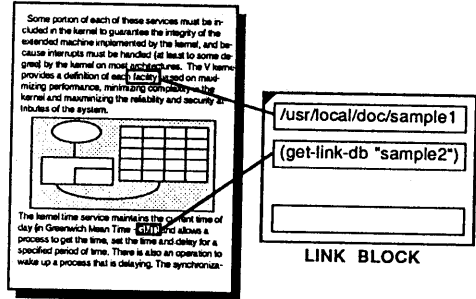 Some portion of each of these services must be in-
cluded in the kernel to guarantee the integrity of the
extended machine implemented by the kernel, and be-
cause interrupts must be handled (at least to some de-
gree) by the kernel on most architectures. The V kernel
provides a definition of each facility based on maxi-
mizing performance, minimizing complexity in the
kernel and maximizing the reliability and security at-
tributes of the system.
The kernel time service maintains the current time of
day (in Greenwich Mean Time - GMT) and allows a
process to get the time, set the time and delay for a
specified period of time. There is also an operation to
wake up a process that is delaying. The synchroniza-
/usr/local/doc/sample1
(get-link-db "sample2")
LINK BLOCK